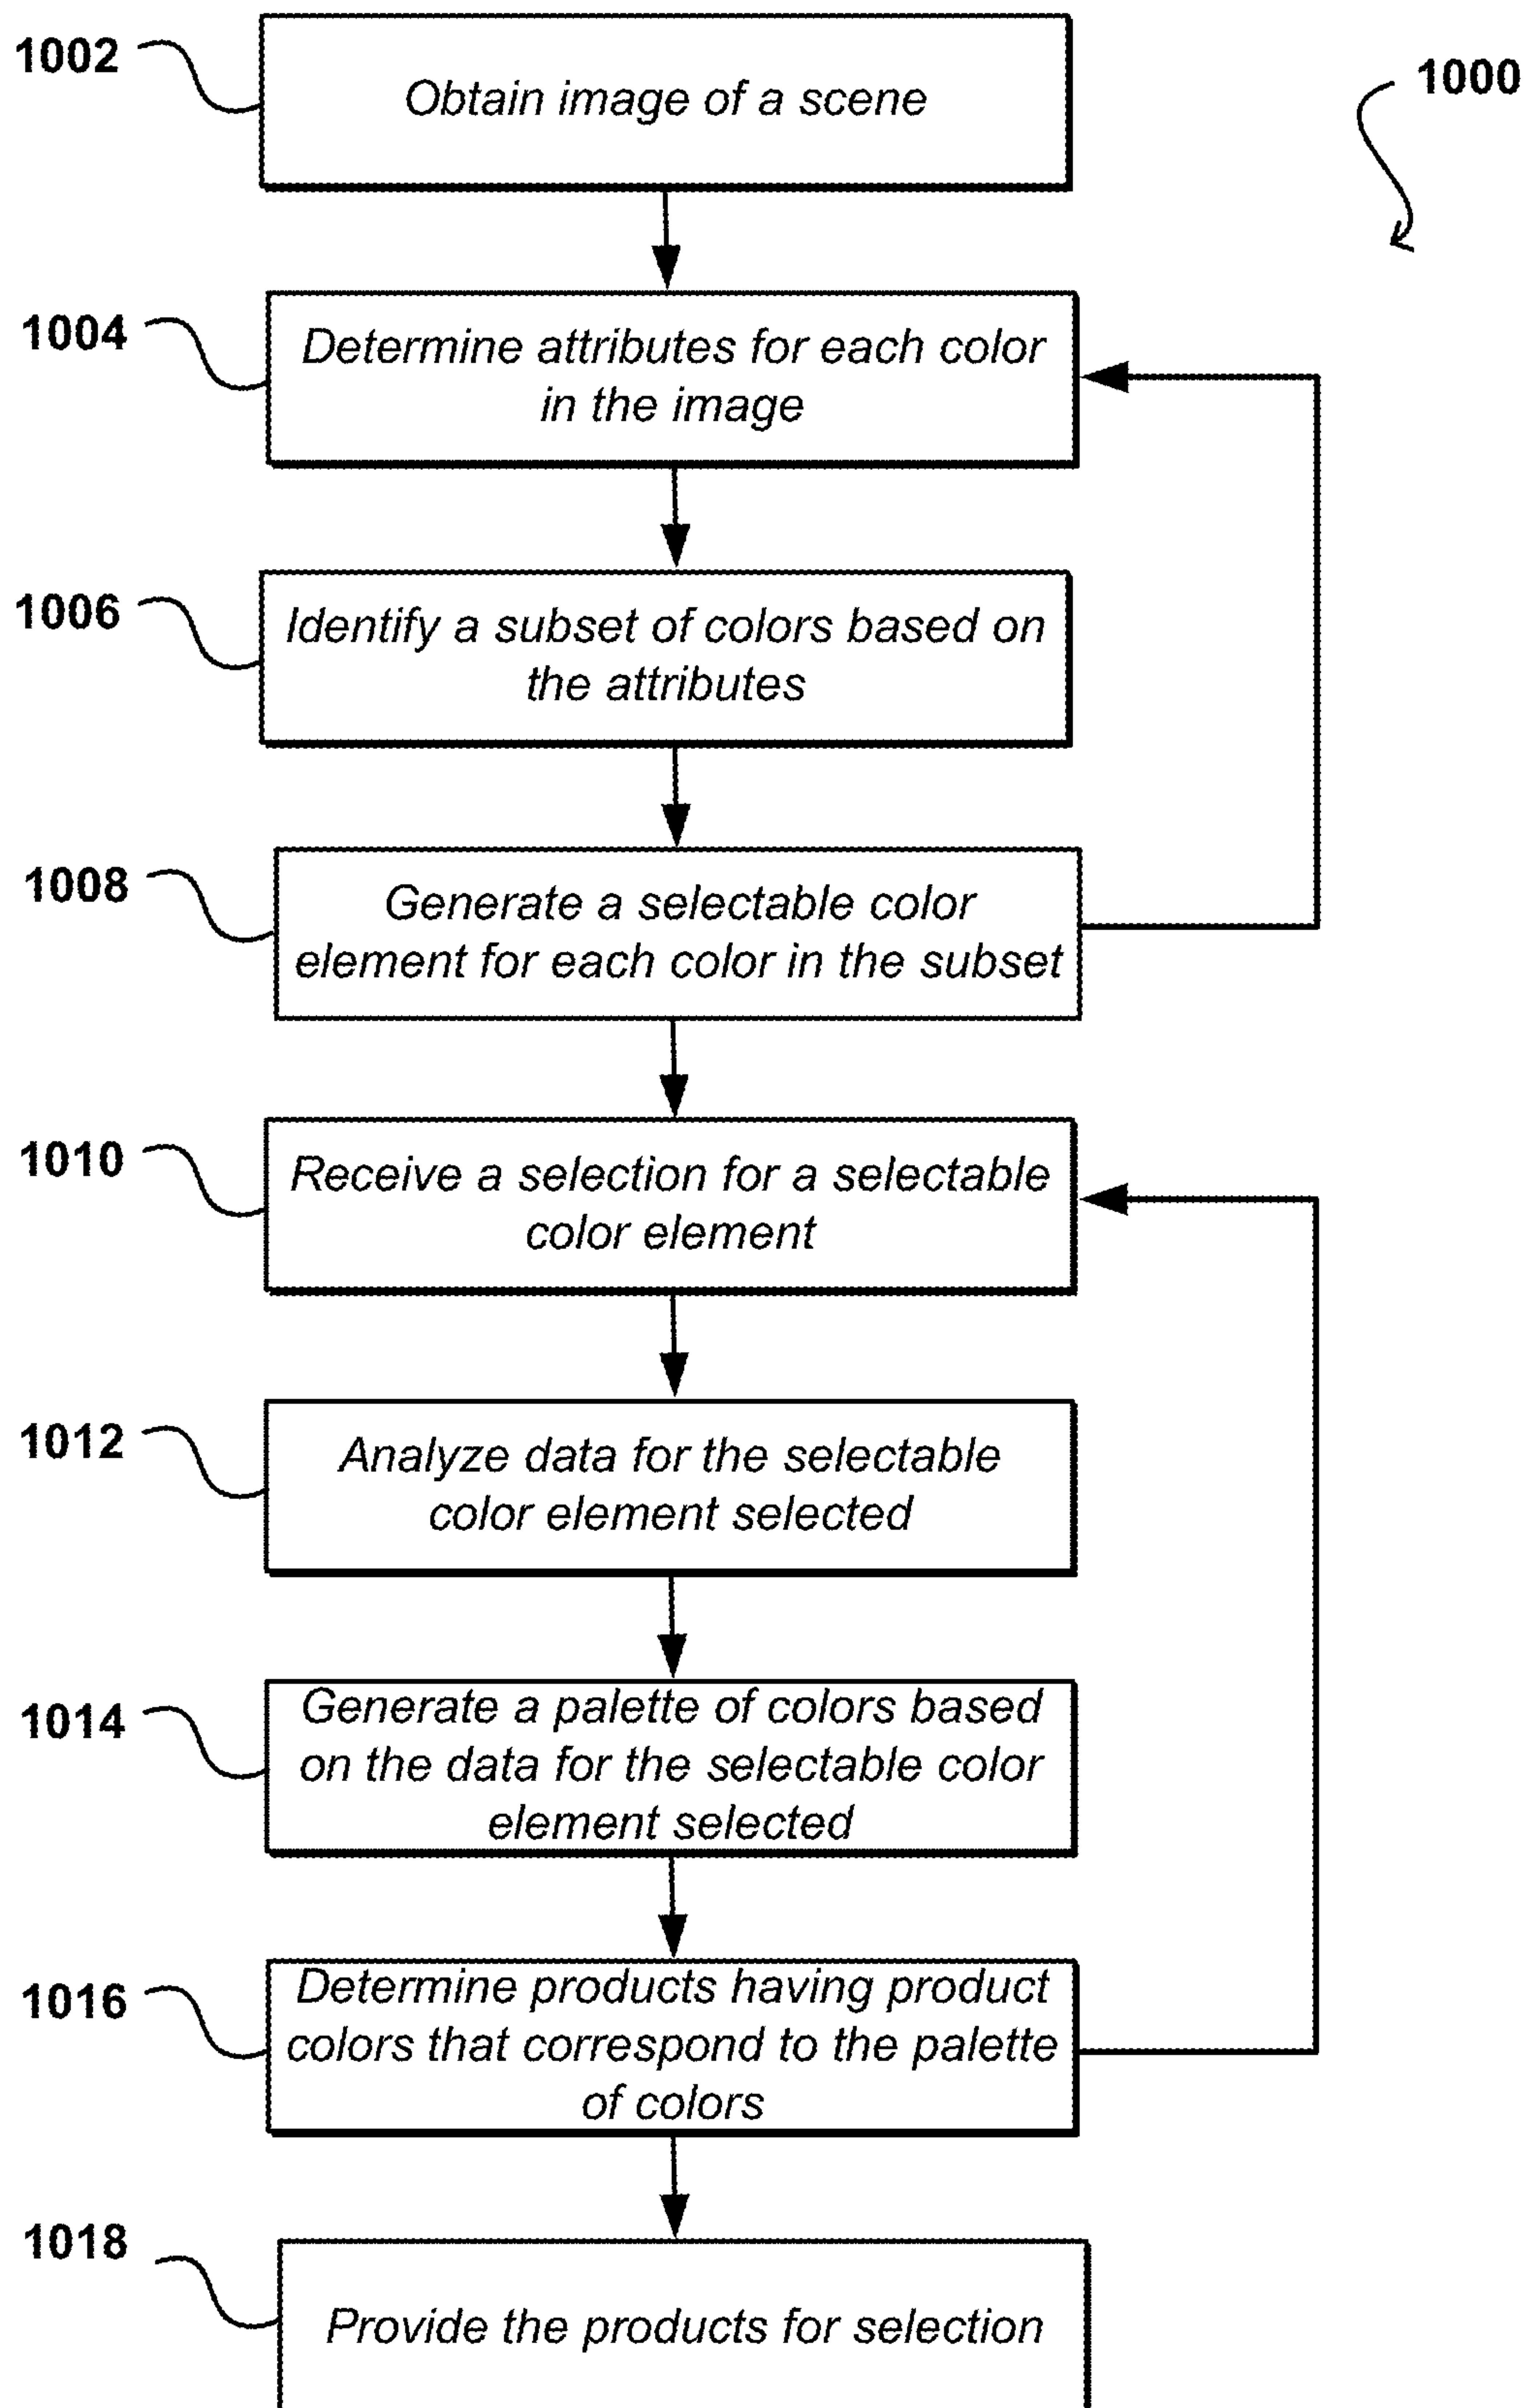 1002
Obtain image of a scene
1000
1004
Determine attributes for each color
in the image
1006
Identify a subset of colors based on
the attributes
1008
Generate a selectable color
element for each color in the subset
1010
Receive a selection for a selectable
color element
1012
Analyze data for the selectable
color element selected
1014
Generate a palette of colors based
on the data for the selectable color
element selected
1016
Determine products having product
colors that correspond to the palette
of colors
1018
Provide the products for selection